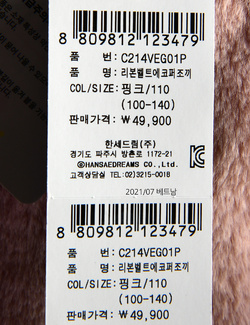 8 809812 123479
품 번: C214VEG01P
품 명: 리본벨트에코퍼조끼
COL/SIZE: 핑크/110
(100-140)
판매가격: ₩49,900
한세드림(주)
경기도 파주시 방촌로 1172-21
ⓗHANSAEDREAMS CO.,Ltd.
고객상담실 TEL:02)3215-0018
2021/07 베트남
8 809812 123479
품 번: C214VEG01P
품 명: 리본벨트에코퍼조끼
COL/SIZE: 핑크/110
(100-140)
판매가격: ₩49,900